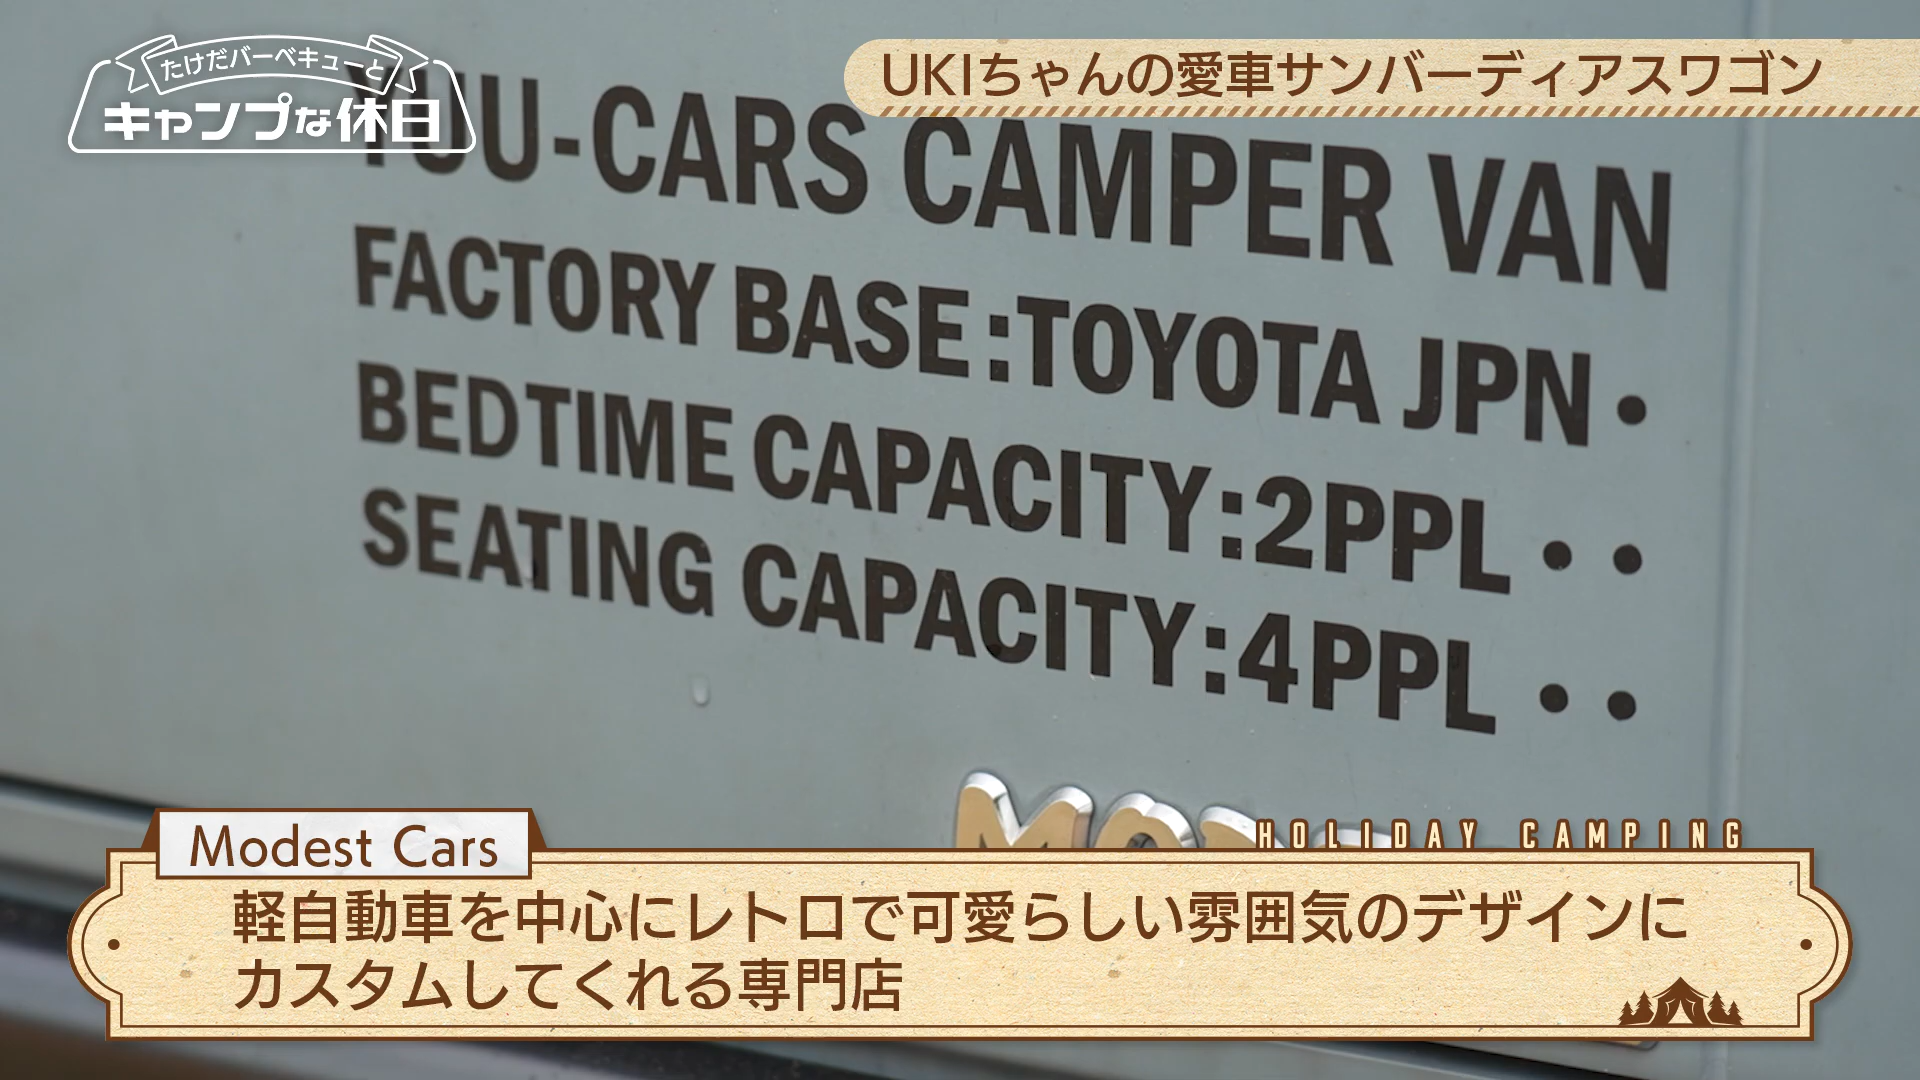 たけだバーベキューと
キャンプな休日
UKIちゃんの愛車サンバーディアスワゴン
YUU-CARS CAMPER VAN
FACTORY BASE:TOYOTA JPN・
BEDTIME CAPACITY:2PPL・・
SEATING CAPACITY:4PPL・・
HOLIDAY CAMPING
Modest Cars
軽自動車を中心にレトロで可愛らしい雰囲気のデザインに
カスタムしてくれる専門店